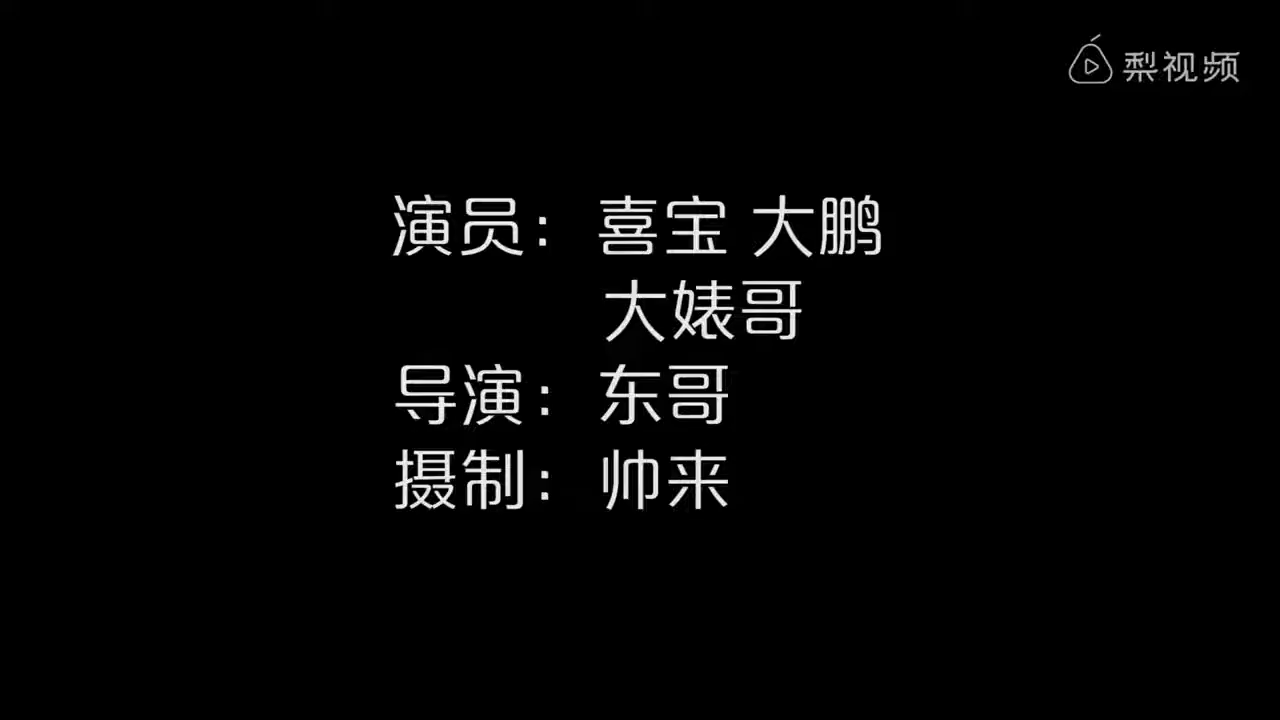 梨视频
演员：喜宝 大鹏
大婊哥
导演：东哥
摄制：帅来